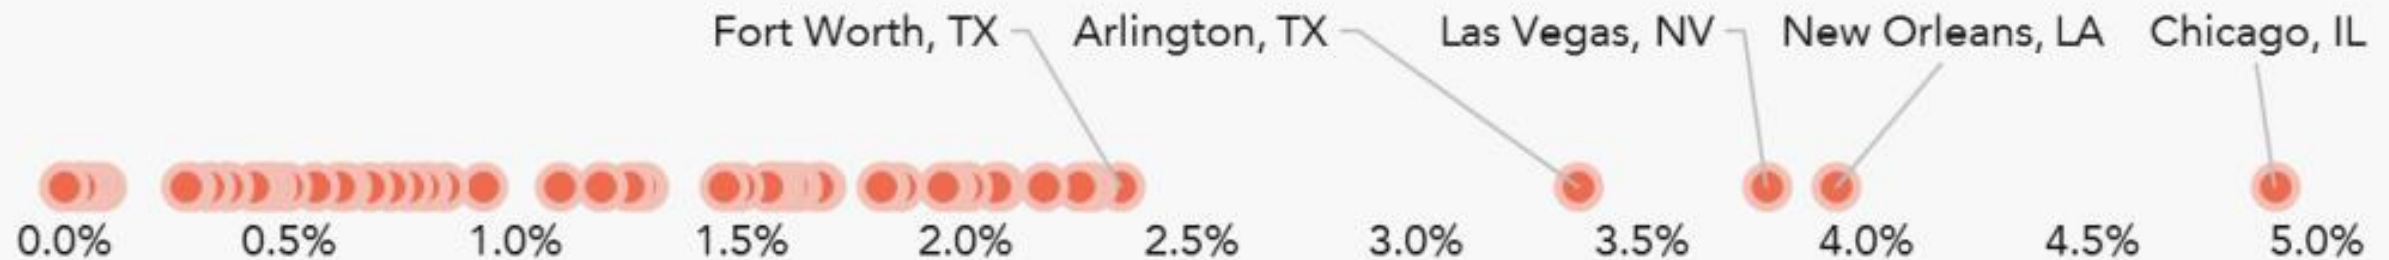 Fort Worth, TX Arlington, TX Las Vegas, NV New Orleans, LA Chicago, IL
0.0% 0.5% 1.0% 1.5% 2.0% 2.5% 3.0% 3.5% 4.0% 4.5% 5.0%